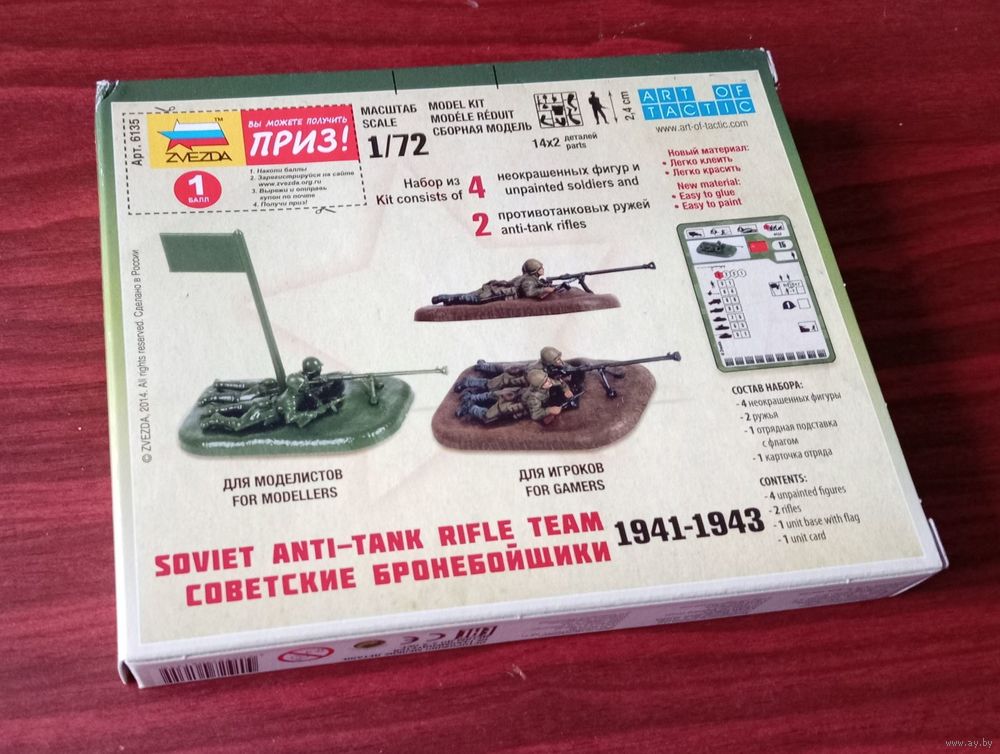 Арт. 6135
ZVEZDA
™
ВЫ МОЖЕТЕ ПОЛУЧИТЬ
ПРИЗ!
1
БАЛЛ
1. Накопи баллы
2. Зарегистрируйся на сайте
www.zvezda.org.ru
3. Вырежи и отправь
купон по почте
4. Получи приз!
МАСШТАБ
SCALE
1/72
MODEL KIT
MODÈLE RÉDUIT
СБОРНАЯ МОДЕЛЬ
14x2 деталей
parts
2,4 cm
ART OF
TACTIC
www.art-of-tactic.com
Набор из
Kit consists of
4
неокрашенных фигур и
unpainted soldiers and
2
противотанковых ружей
anti-tank rifles
Новый материал:
• Легко клеить
• Легко красить
New material:
• Easy to glue
• Easy to paint
© ZVEZDA, 2014. All rights reserved. Сделано в России
ДЛЯ МОДЕЛИСТОВ
FOR MODELLERS
ДЛЯ ИГРОКОВ
FOR GAMERS
СОСТАВ НАБОРА:
- 4 неокрашенных фигуры
- 2 ружья
- 1 отрядная подставка
с флагом
- 1 карточка отряда
CONTENTS:
- 4 unpainted figures
- 2 rifles
- 1 unit base with flag
- 1 unit card
SOVIET ANTI-TANK RIFLE TEAM
СОВЕТСКИЕ БРОНЕБОЙЩИКИ
1941-1943
www.ay.by